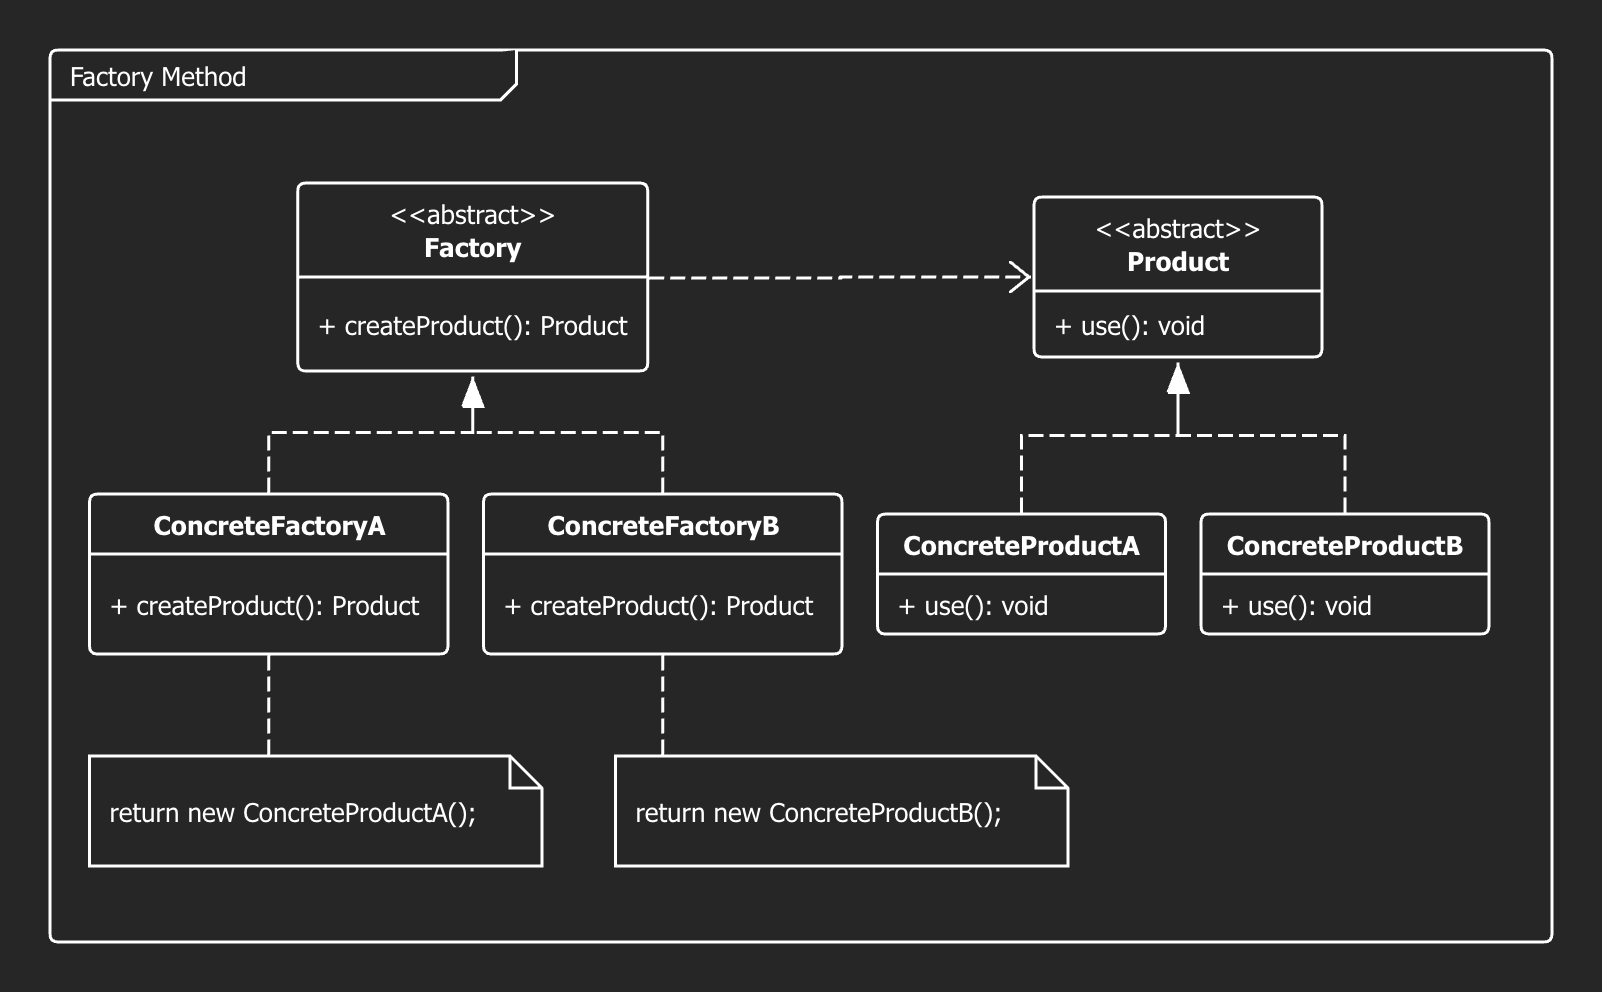 Factory Method
<<abstract>>
Factory
+ createProduct(): Product
<<abstract>>
Product
+ use(): void
ConcreteFactoryA
+ createProduct(): Product
ConcreteFactoryB
+ createProduct(): Product
ConcreteProductA
+ use(): void
ConcreteProductB
+ use(): void
return new ConcreteProductA();
return new ConcreteProductB();